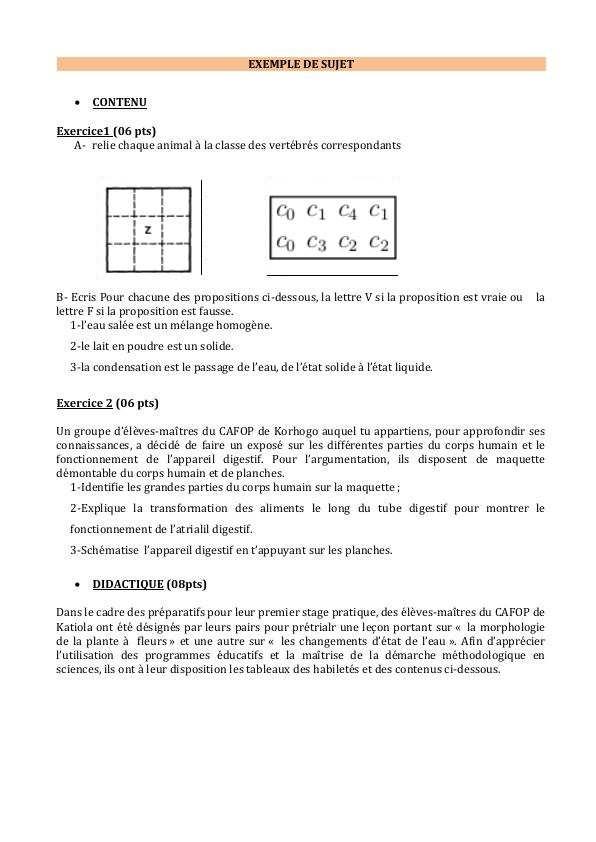 EXEMPLE DE SUJET
• CONTENU
Exercice1 (06 pts)
A- relie chaque animal à la classe des vertébrés correspondants
z
c0 c1 c4 c1
c0 c3 c2 c2
B- Ecris Pour chacune des propositions ci-dessous, la lettre V si la proposition est vraie ou la
lettre F si la proposition est fausse.
1-l’eau salée est un mélange homogène.
2-le lait en poudre est un solide.
3-la condensation est le passage de l’eau, de l’état solide à l’état liquide.
Exercice 2 (06 pts)
Un groupe d’élèves-maîtres du CAFOP de Korhogo auquel tu appartiens, pour approfondir ses
connaissances, a décidé de faire un exposé sur les différentes parties du corps humain et le
fonctionnement de l’appareil digestif. Pour l’argumentation, ils disposent de maquette
démontable du corps humain et de planches.
1-Identifie les grandes parties du corps humain sur la maquette ;
2-Explique la transformation des aliments le long du tube digestif pour montrer le
fonctionnement de l’atrialil digestif.
3-Schématise l’appareil digestif en t’appuyant sur les planches.
• DIDACTIQUE (08pts)
Dans le cadre des préparatifs pour leur premier stage pratique, des élèves-maîtres du CAFOP de
Katiola ont été désignés par leurs pairs pour prétrialr une leçon portant sur « la morphologie
de la plante à fleurs » et une autre sur « les changements d’état de l’eau ». Afin d’apprécier
l’utilisation des programmes éducatifs et la maîtrise de la démarche méthodologique en
sciences, ils ont à leur disposition les tableaux des habiletés et des contenus ci-dessous.